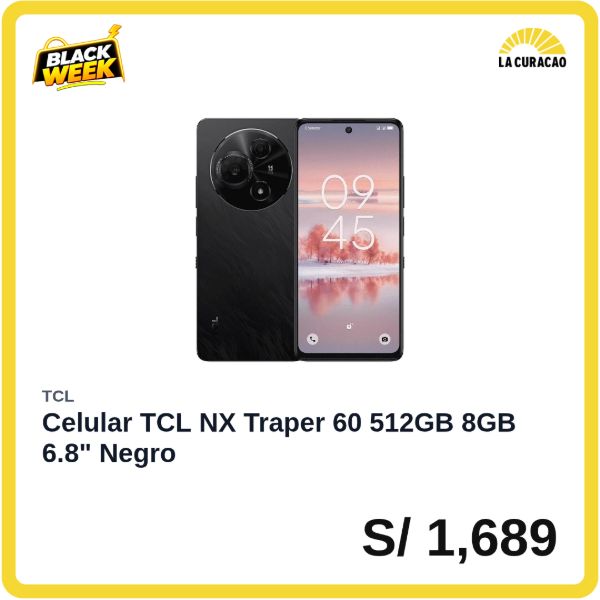 BLACK
WEEK
LA CURACAO
09
45
TCL
Celular TCL NX Traper 60 512GB 8GB
6.8" Negro
S/ 1,689